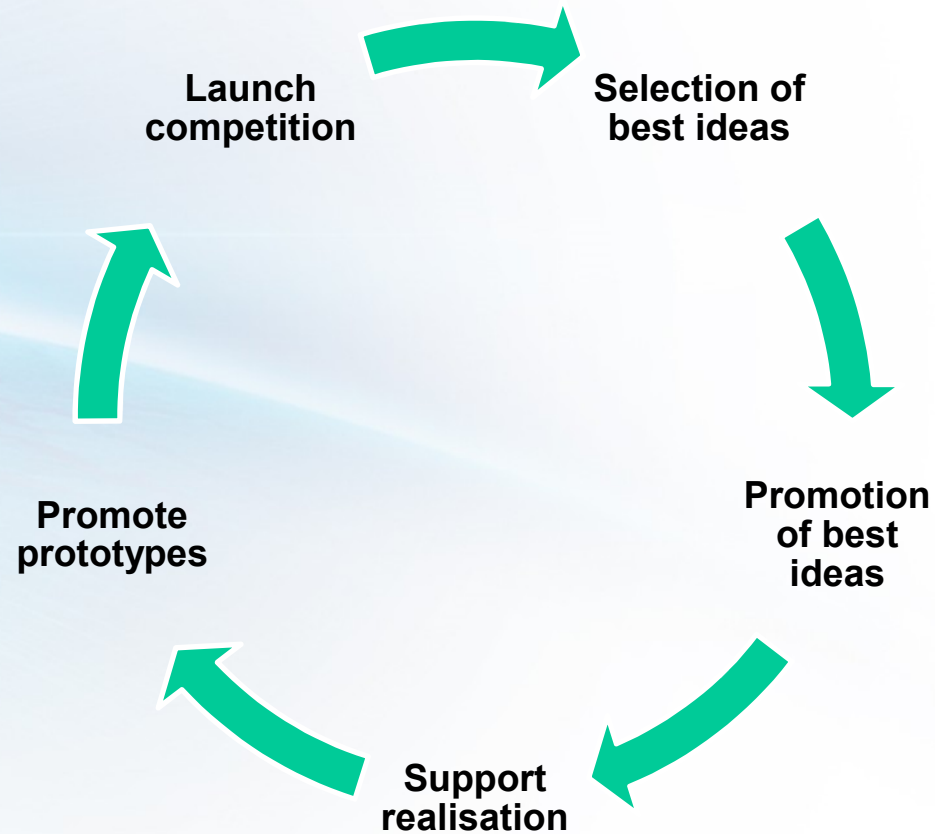 Launch
competition
Selection of
best ideas
Promotion
of best
ideas
Support
realisation
Promote
prototypes